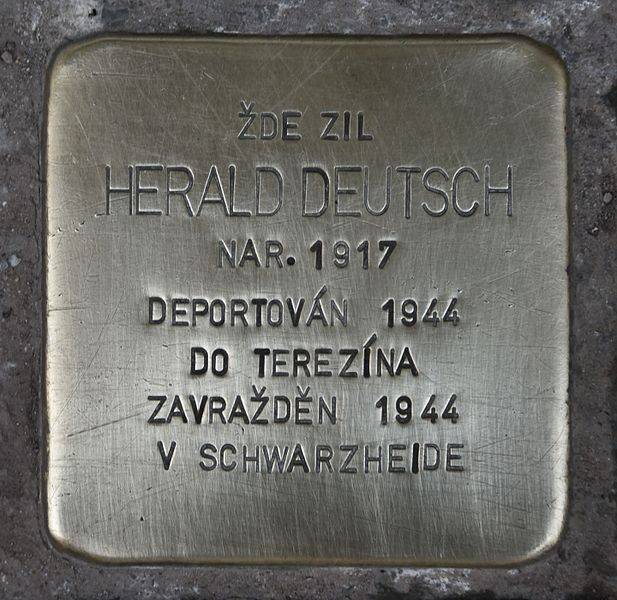 ŽDE ZIL
HERALD DEUTSCH
NAR. 1917
DEPORTOVÁN 1944
DO TEREZÍNA
ZAVRAŽDĚN 1944
V SCHWARZHEIDE